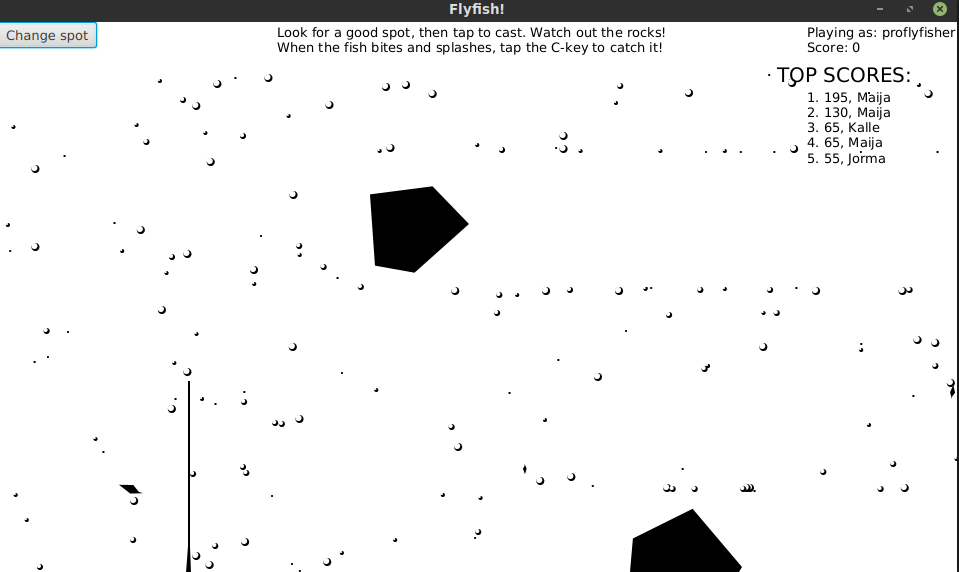 Flyfish!
Change spot
Look for a good spot, then tap to cast. Watch out the rocks!
When the fish bites and splashes, tap the C-key to catch it!
Playing as: proflyfisher
Score: 0
TOP SCORES:
1. 195, Maija
2. 130, Maija
3. 65, Kalle
4. 65, Maija
5. 55, Jorma